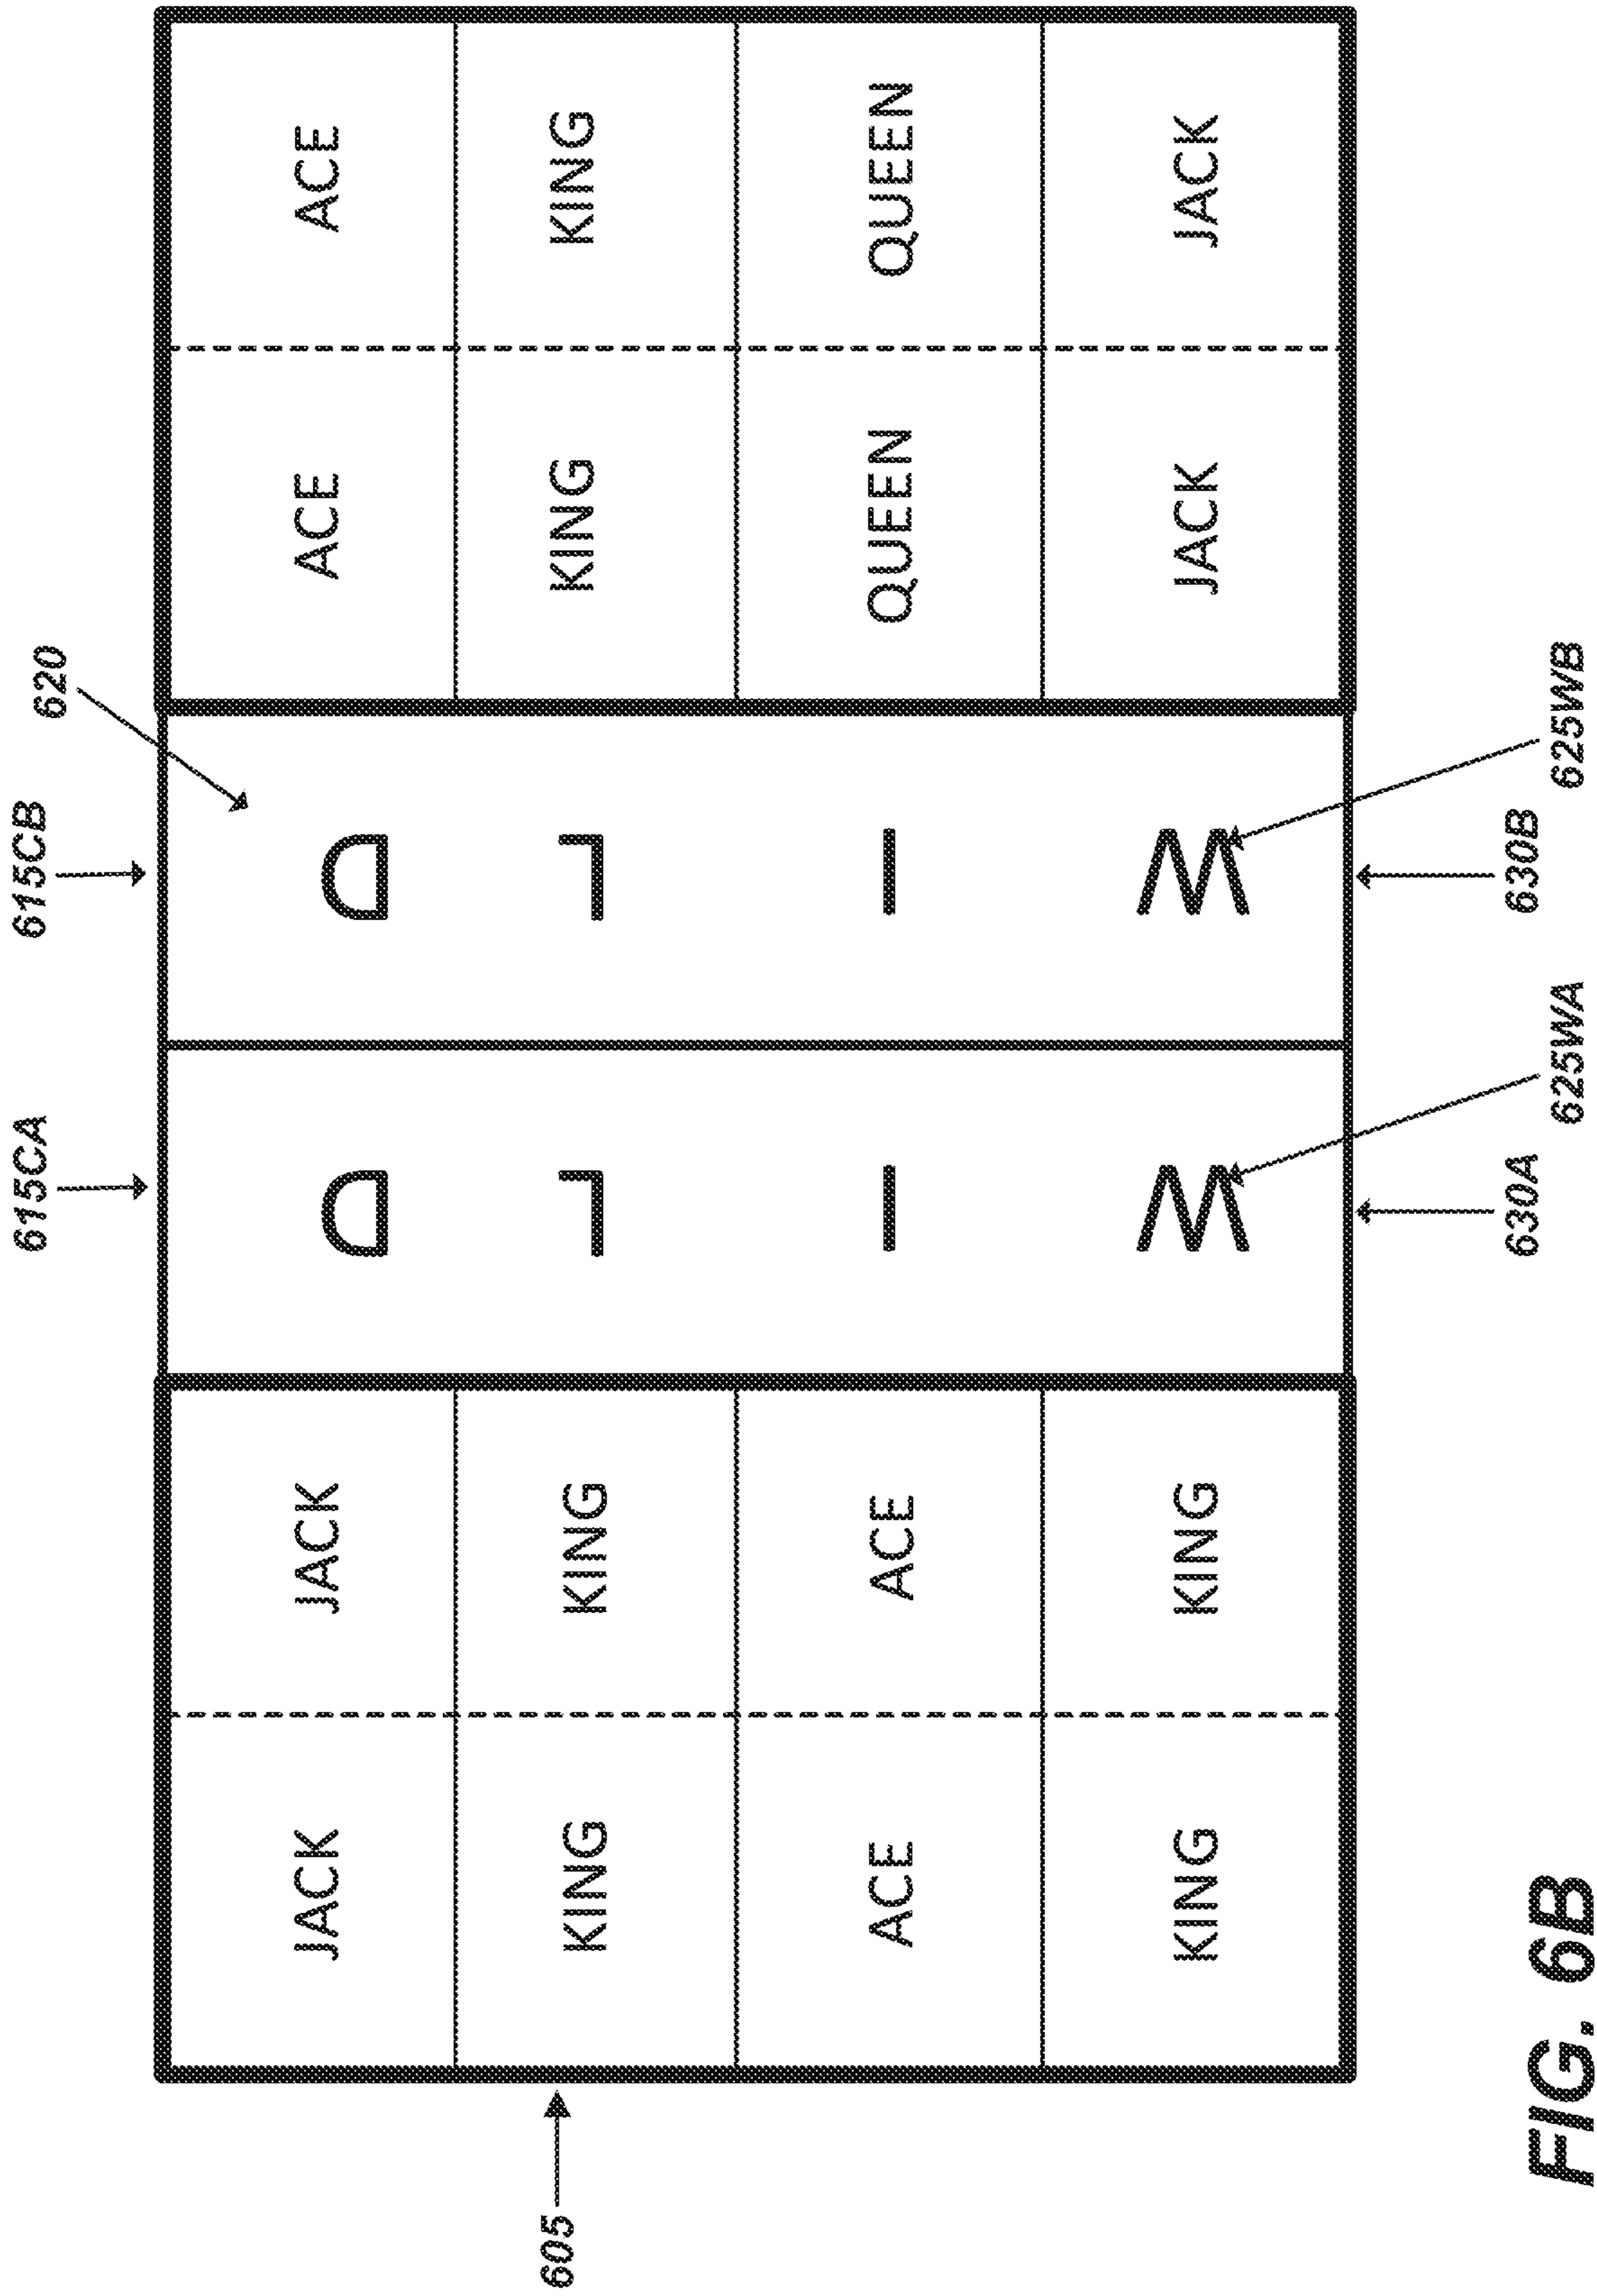 615CA 615CB 620
JACK JACK D D ACE ACE
605 KING KING L L KING KING
ACE ACE I I QUEEN QUEEN
KING KING W W JACK JACK
630A 630B
625WA 625WB
FIG. 6B